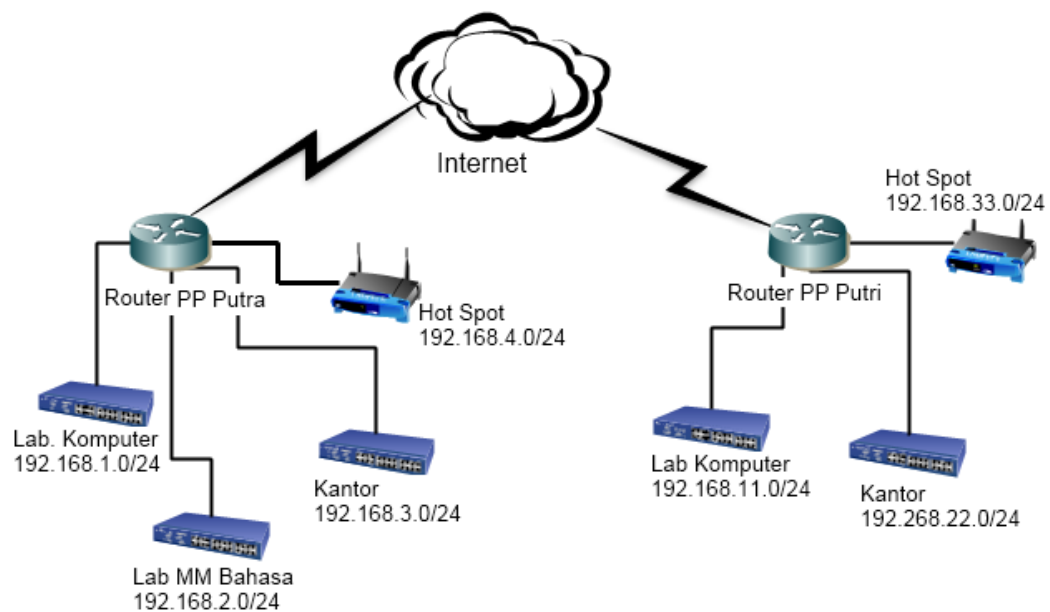 Internet
Hot Spot
192.168.33.0/24
Router PP Putra
Router PP Putri
Hot Spot
192.168.4.0/24
Lab. Komputer
192.168.1.0/24
Kantor
192.168.3.0/24
Lab Komputer
192.168.11.0/24
Kantor
192.268.22.0/24
Lab MM Bahasa
192.168.2.0/24